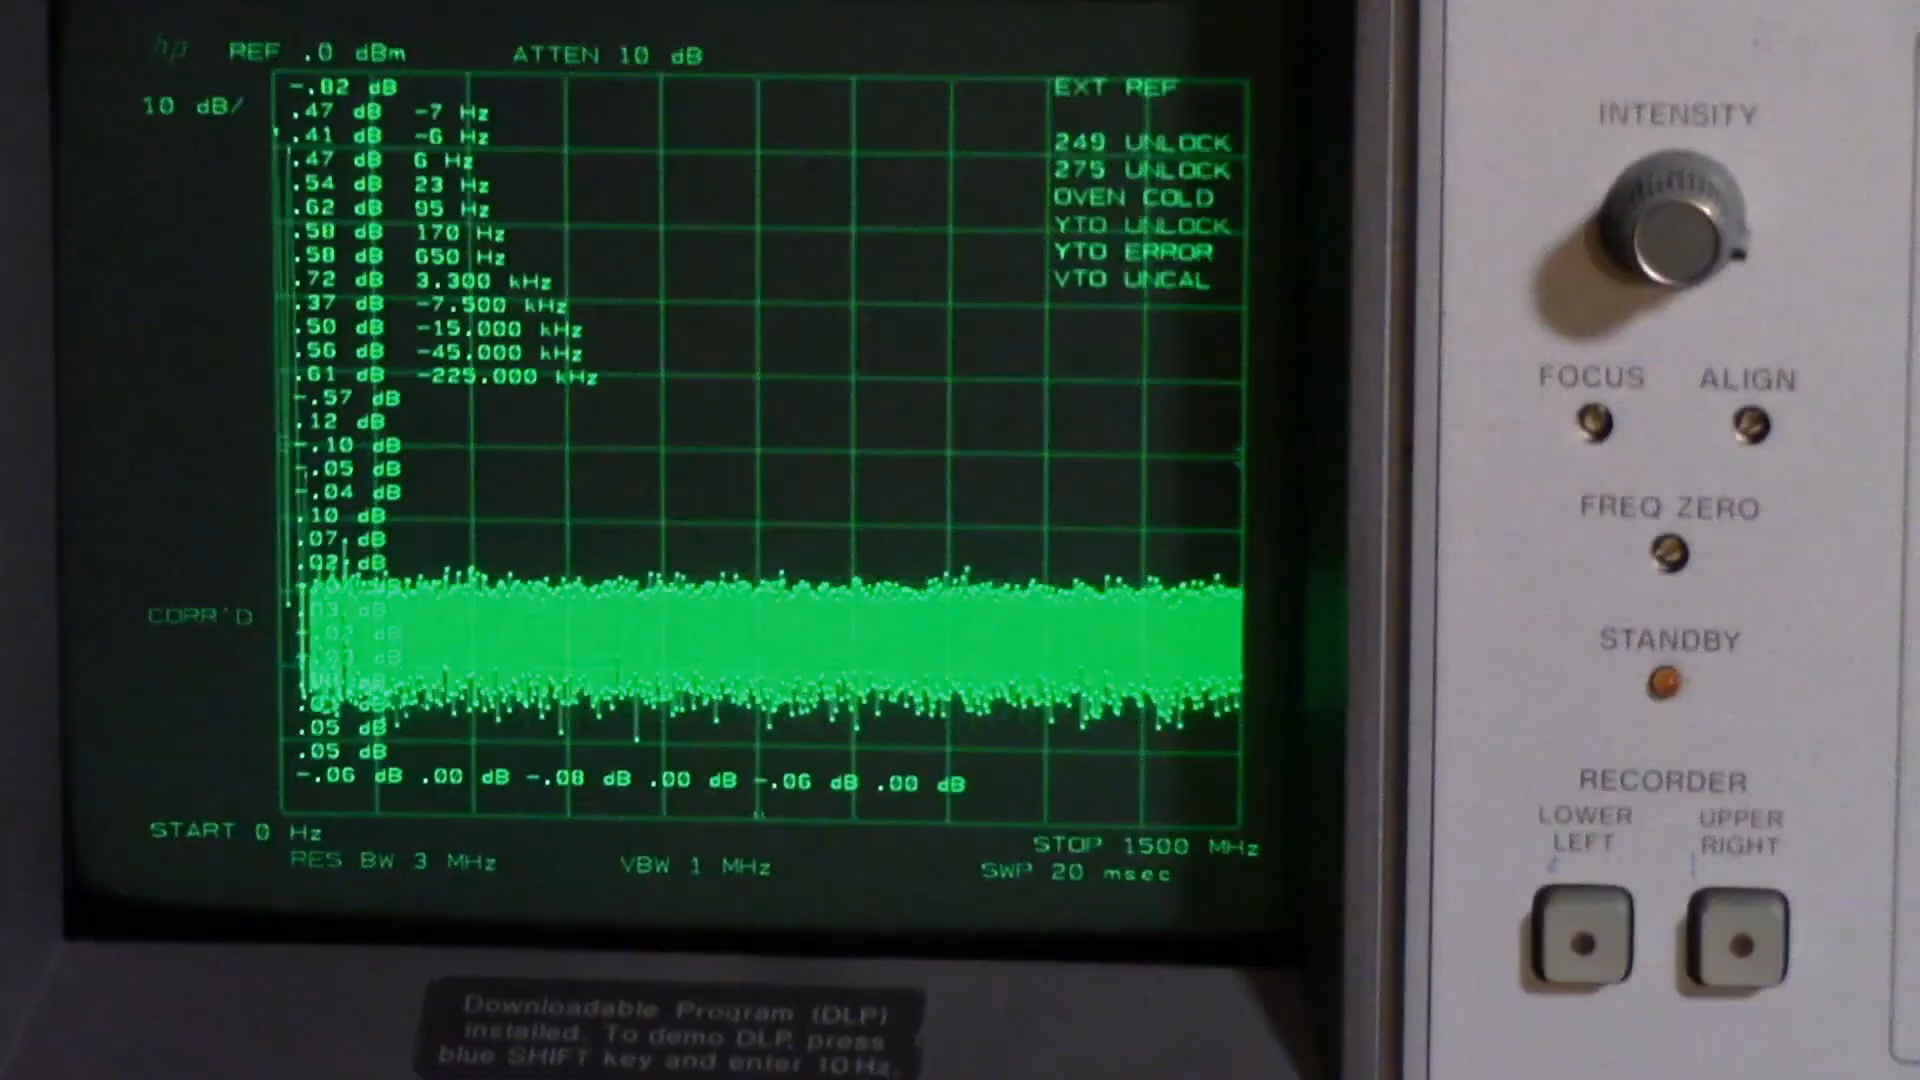 hp REF .0 dBm ATTEN 10 dB
10 dB/
-.82 dB
.47 dB -7 Hz
.41 dB -6 Hz
.47 dB 6 Hz
.54 dB 23 Hz
.62 dB 95 Hz
.58 dB 170 Hz
.58 dB 650 Hz
.72 dB 3.300 kHz
.37 dB -7.500 kHz
.50 dB -15.000 kHz
.56 dB -45.000 kHz
.61 dB -225.000 kHz
-.57 dB
.12 dB
-.10 dB
-.05 dB
-.04 dB
.10 dB
.07 dB
.02 dB
.03 dB
-.02 dB
dB
dB
dB
.05 dB
.05 dB
-.06 dB .00 dB -.08 dB .00 dB -.06 dB .00 dB
EXT REF
249 UNLOCK
275 UNLOCK
OVEN COLD
YTO UNLOCK
YTO ERROR
VTO UNCAL
CORR'D
START 0 Hz
STOP 1500 MHz
RES BW 3 MHz VBW 1 MHz SWP 20 msec
Downloadable Program (DLP)
installed. To demo DLP, press
blue SHIFT key and enter 10 Hz.
INTENSITY
FOCUS ALIGN
FREQ ZERO
STANDBY
RECORDER
LOWER LEFT
UPPER RIGHT